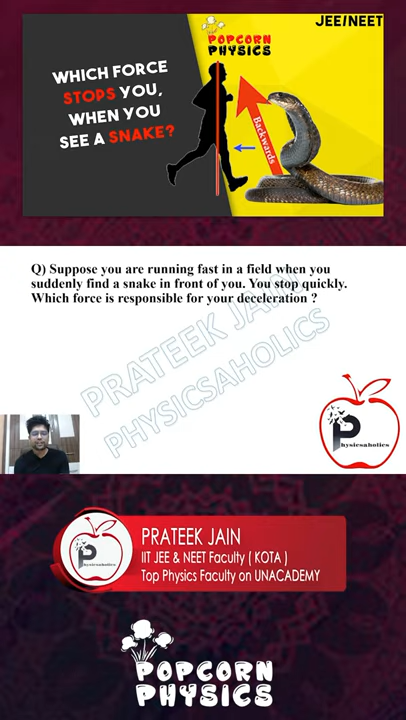 JEE/NEET
POPCORN
PHYSICS
WHICH FORCE
STOPS YOU,
WHEN YOU
SEE A SNAKE?
Backwards
Q) Suppose you are running fast in a field when you
suddenly find a snake in front of you. You stop quickly.
Which force is responsible for your deceleration ?
PRATEEK JAIN
PHYSICSAHOLICS
Physicsaholics
Physicsaholics
PRATEEK JAIN
IIT JEE & NEET Faculty ( KOTA )
Top Physics Faculty on UNACADEMY
POPCORN
PHYSICS